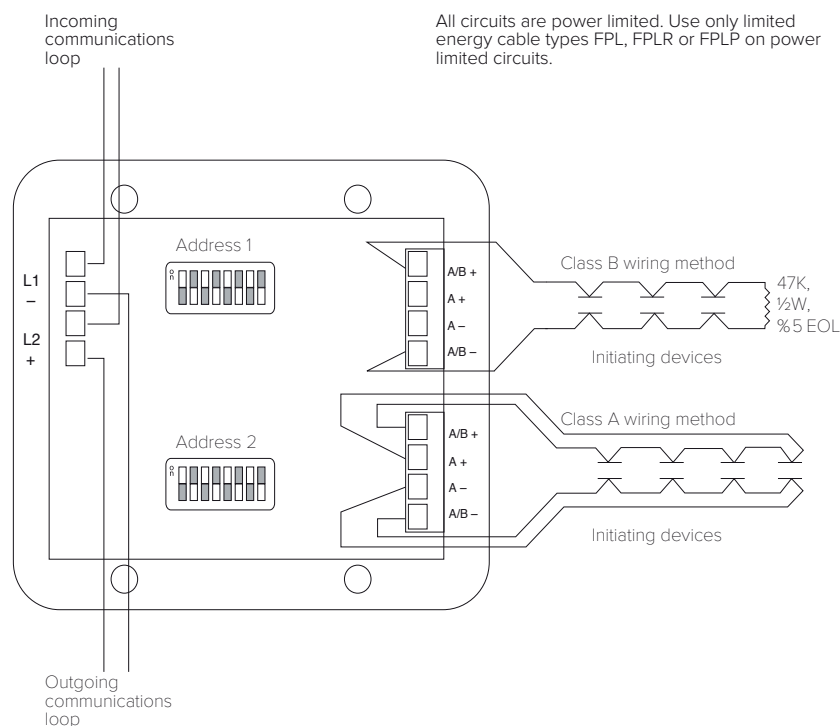 Incoming
communications
loop
All circuits are power limited. Use only limited
energy cable types FPL, FPLR or FPLP on power
limited circuits.
Address 1
on
L1
–
L2
+
A/B +
A +
A –
A/B –
Class B wiring method
47K,
½W,
%5 EOL
Initiating devices
Address 2
on
A/B +
A +
A –
A/B –
Class A wiring method
Initiating devices
Outgoing
communications
loop